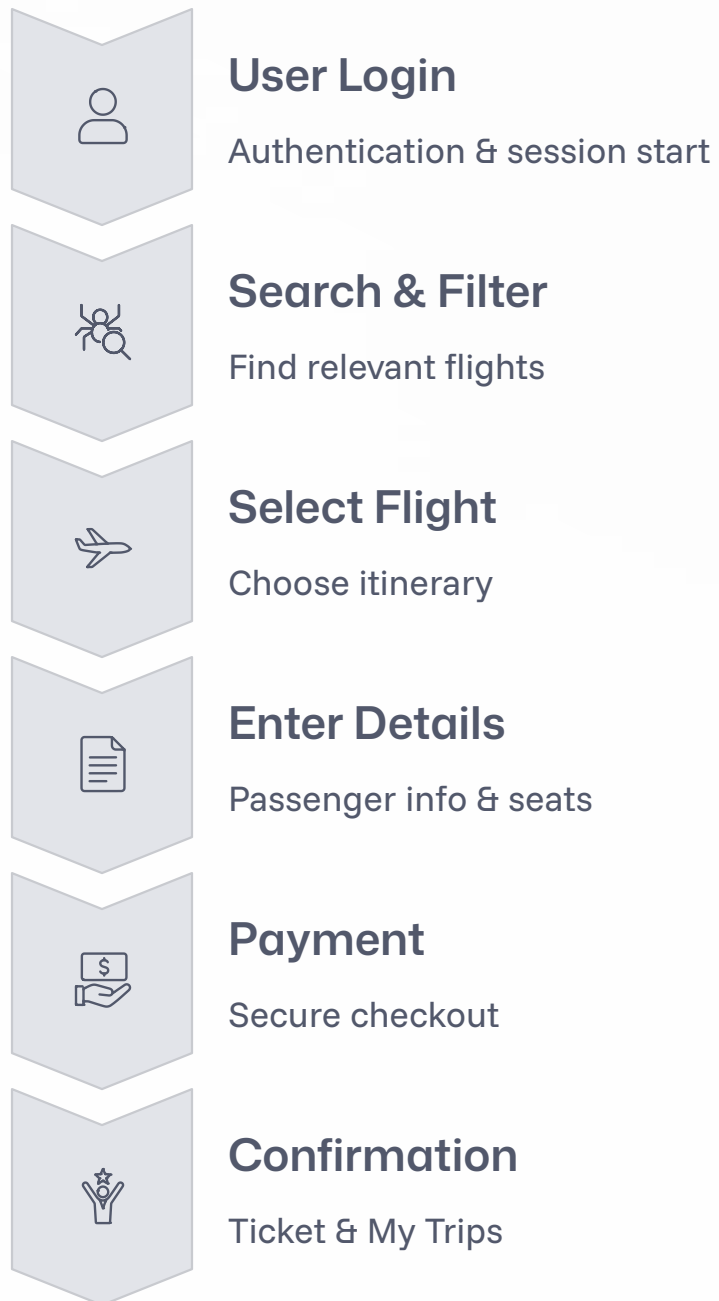 User Login
Authentication & session start
Search & Filter
Find relevant flights
Select Flight
Choose itinerary
Enter Details
Passenger info & seats
$
Payment
Secure checkout
Confirmation
Ticket & My Trips